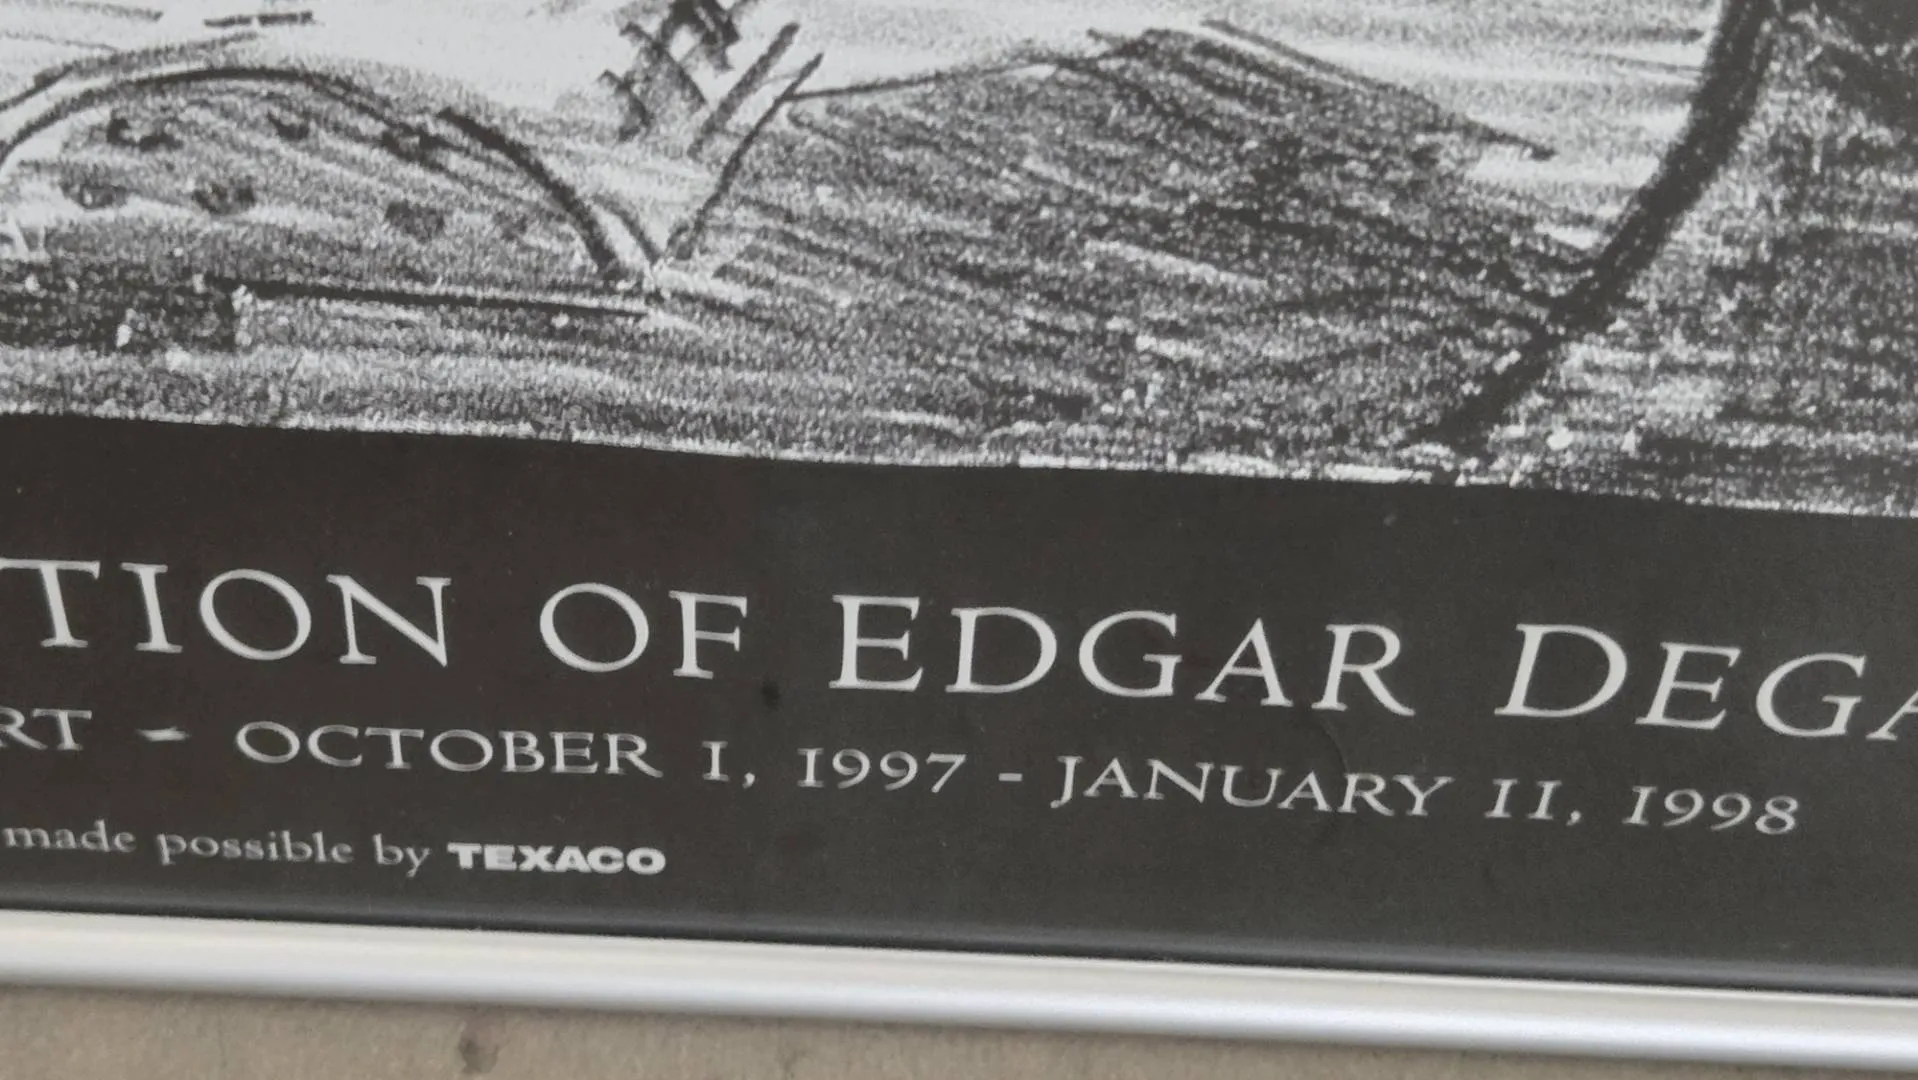 TION OF EDGAR DEGA
RT - OCTOBER 1, 1997 - JANUARY 11, 1998
made possible by TEXACO